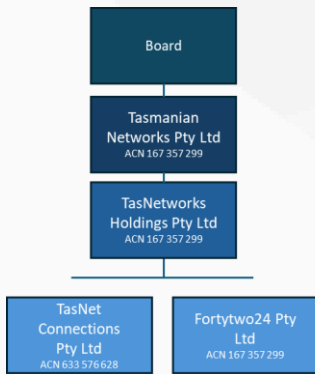 Board
Tasmanian
Networks Pty Ltd
ACN 167 357 299
TasNetworks
Holdings Pty Ltd
ACN 167 357 299
TasNet
Connections
Pty Ltd
ACN 633 576 628
Fortytwo24 Pty
Ltd
ACN 167 357 299